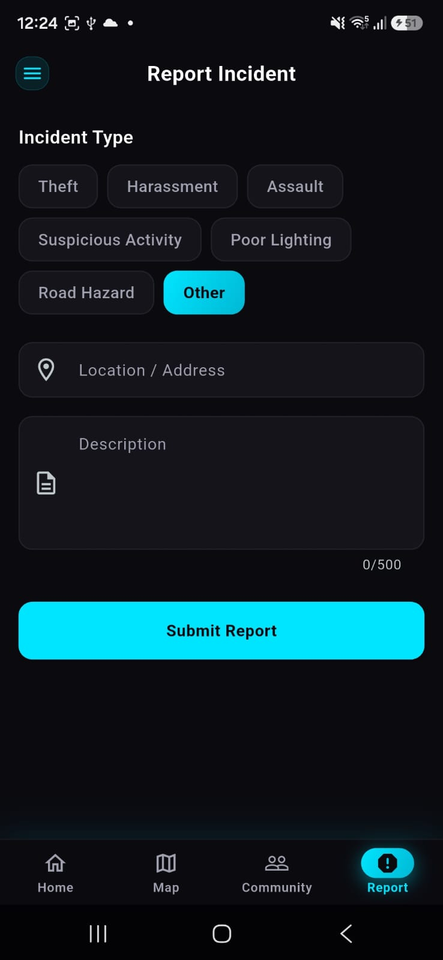 12:24 5 51
Report Incident
Incident Type
Theft Harassment Assault
Suspicious Activity Poor Lighting
Road Hazard Other
Location / Address
Description
0/500
Submit Report
Home Map Community Report